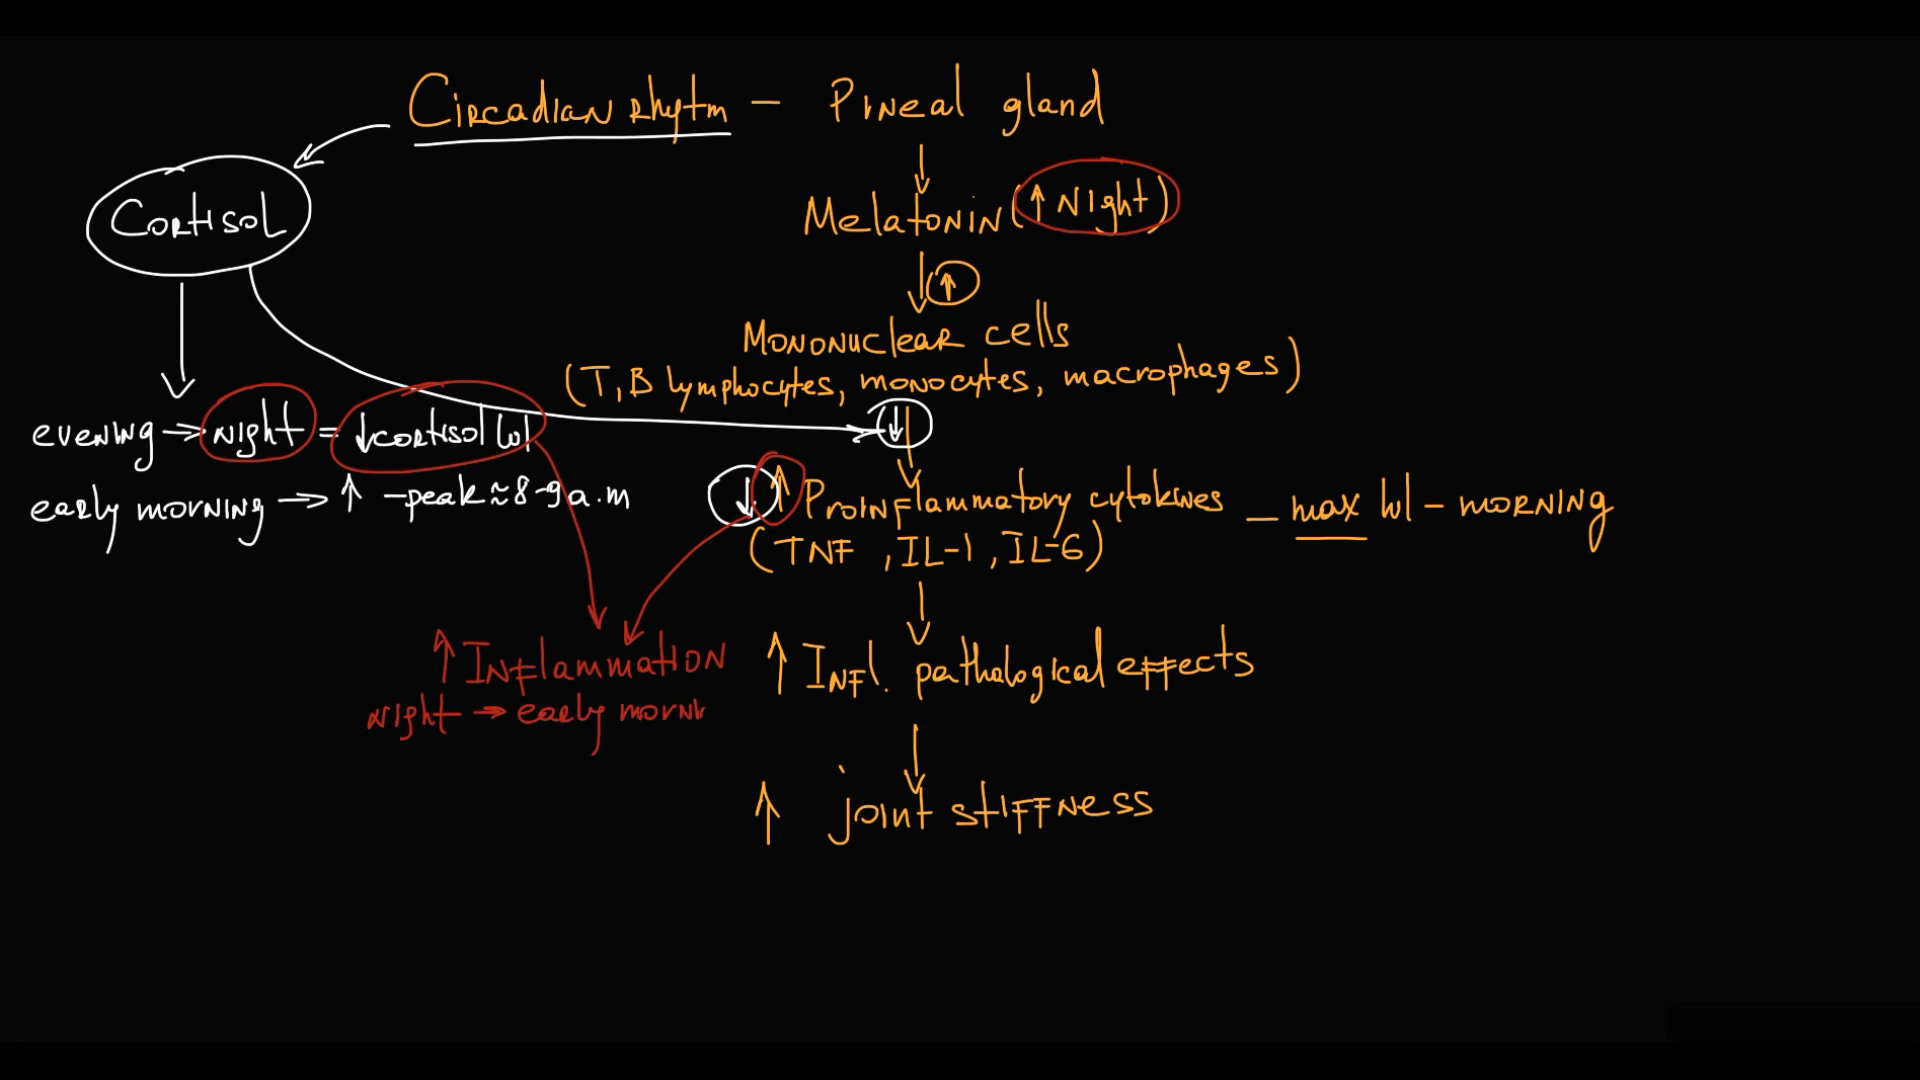 Circadian rhytm — Pineal gland
Cortisol
Melatonin (↑ Night)
↑
Mononuclear cells
(T, B lymphocytes, monocytes, macrophages)
evening → night = ↓cortisol lvl
↓
early morning → ↑ – peak ≈ 8-9 a.m
↓ ↑ Proinflammatory cytokines – max lvl – morning
(TNF, IL-1, IL-6)
↑ Inflammation
night → early morni
↑ Infl. pathological effects
↑ joint stiffness